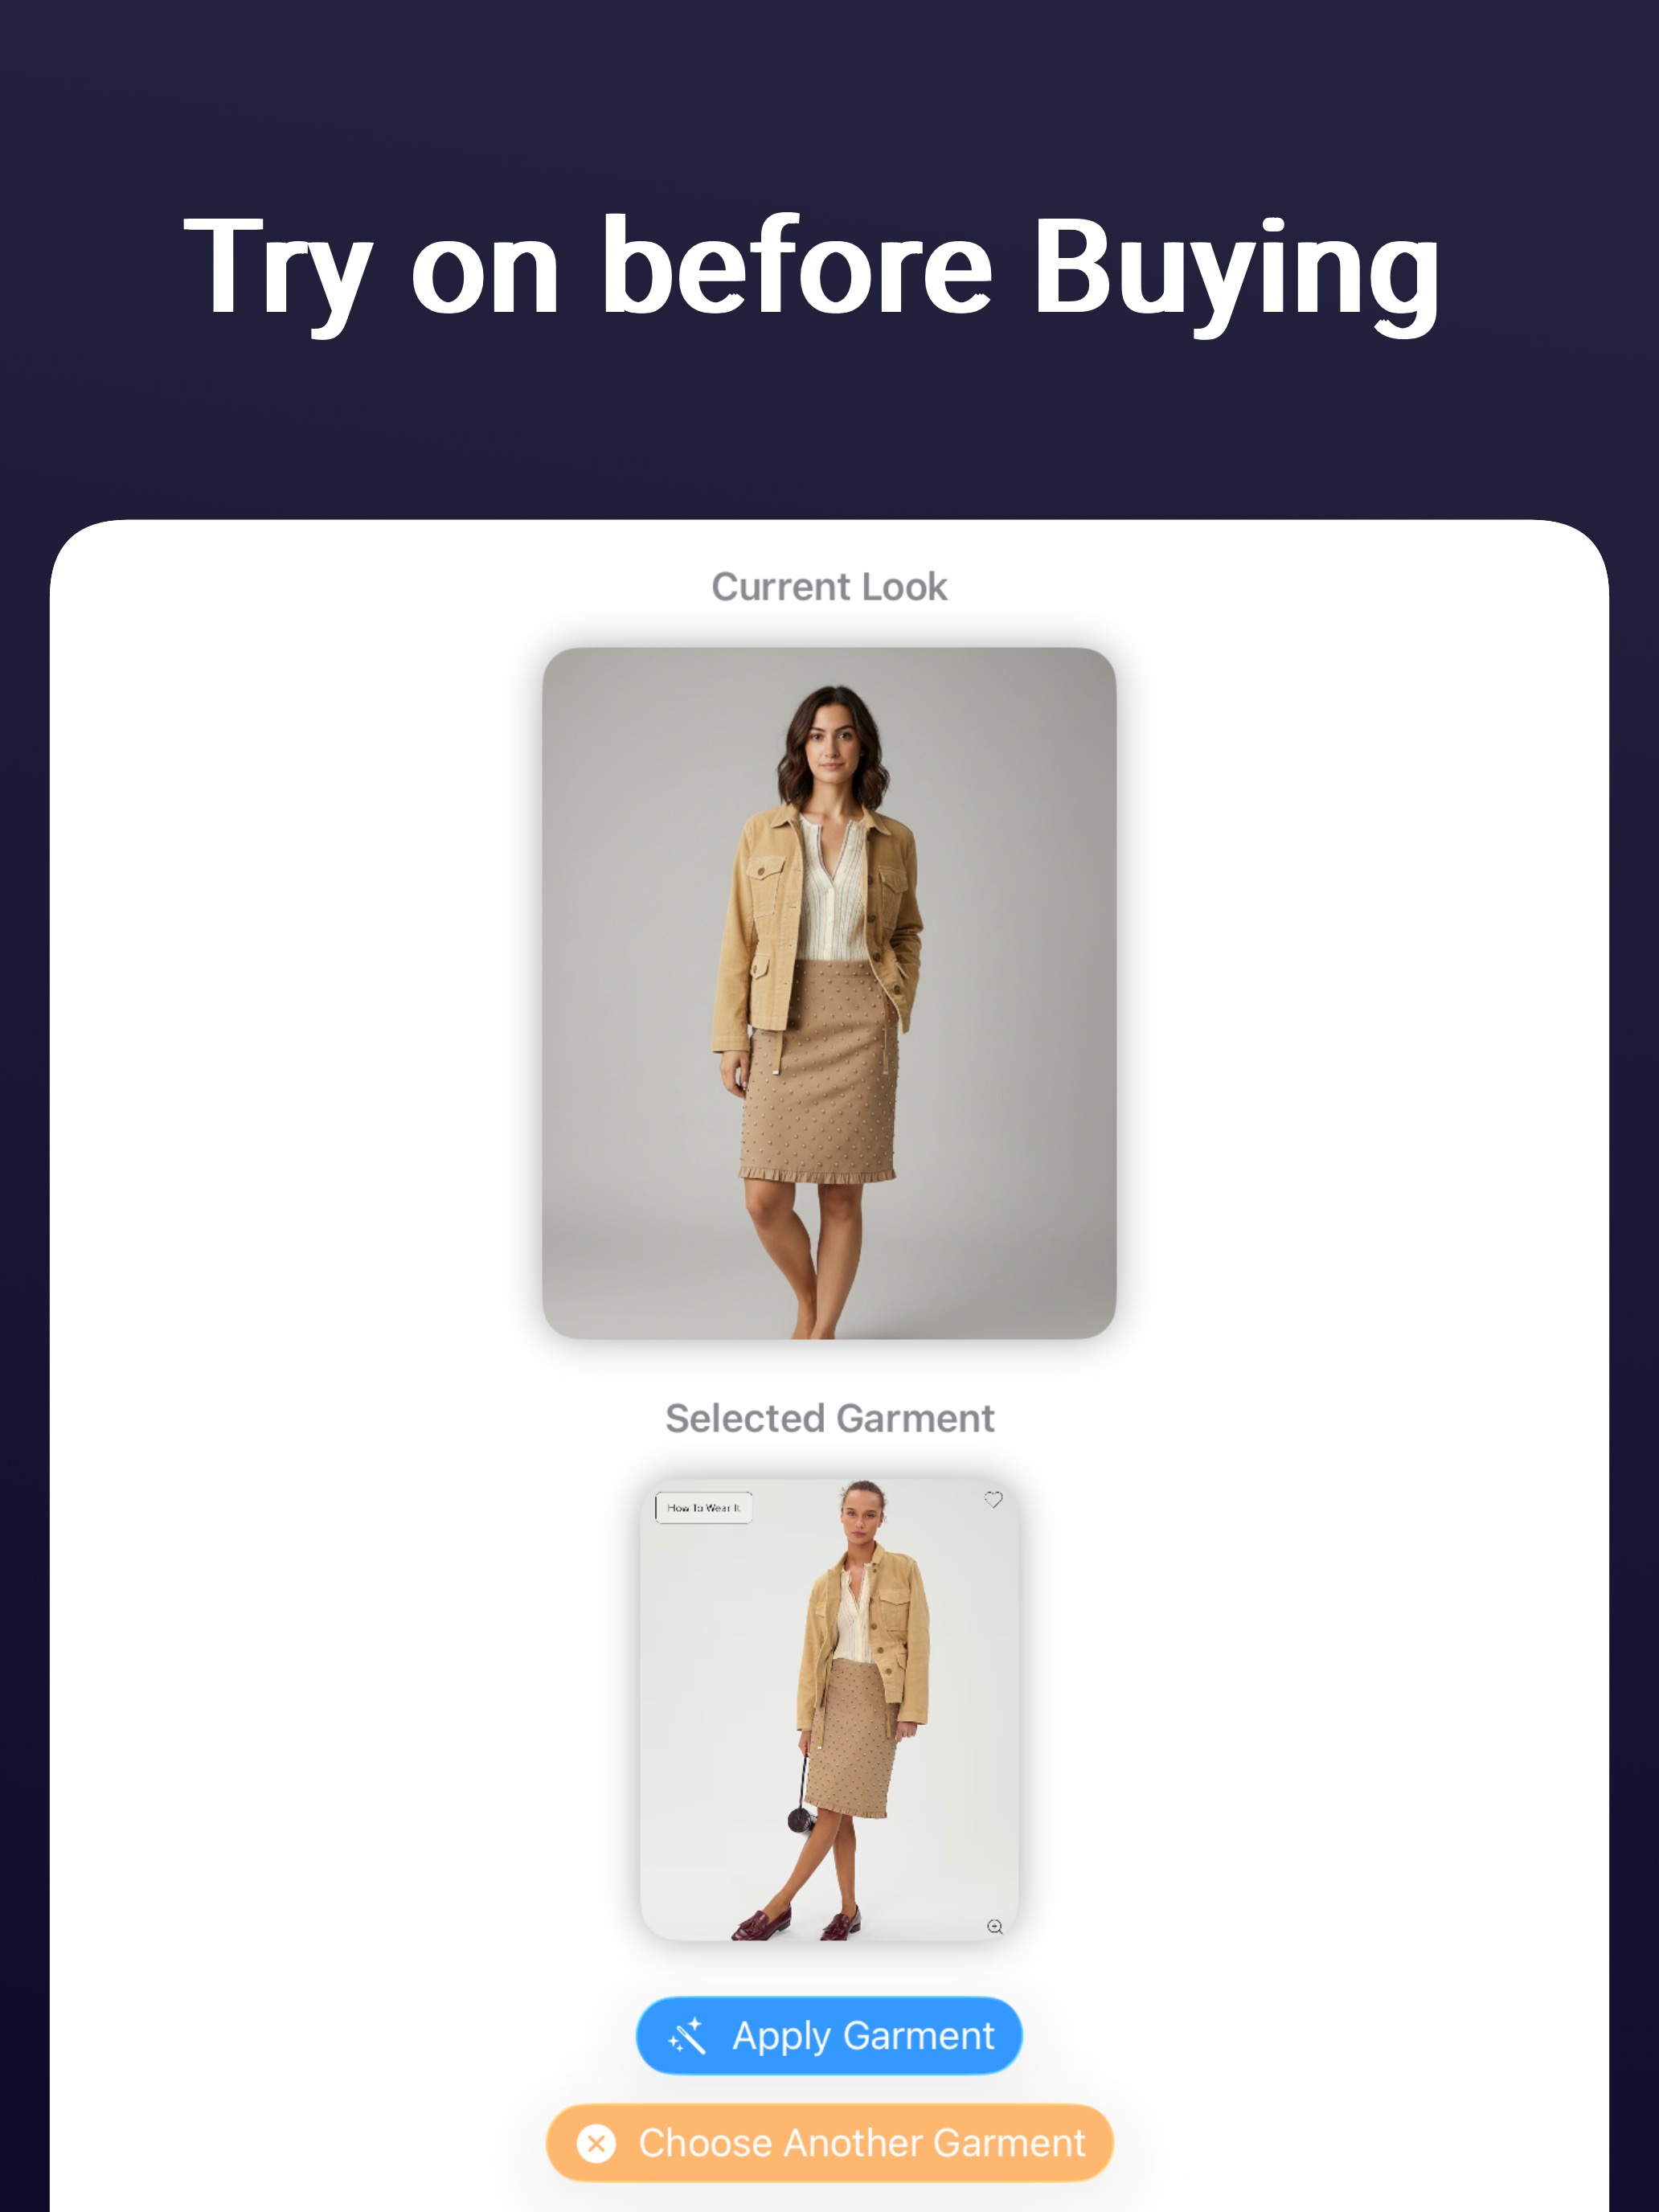 Try on before Buying
Current Look
Selected Garment
How To Wear It
Apply Garment
Choose Another Garment